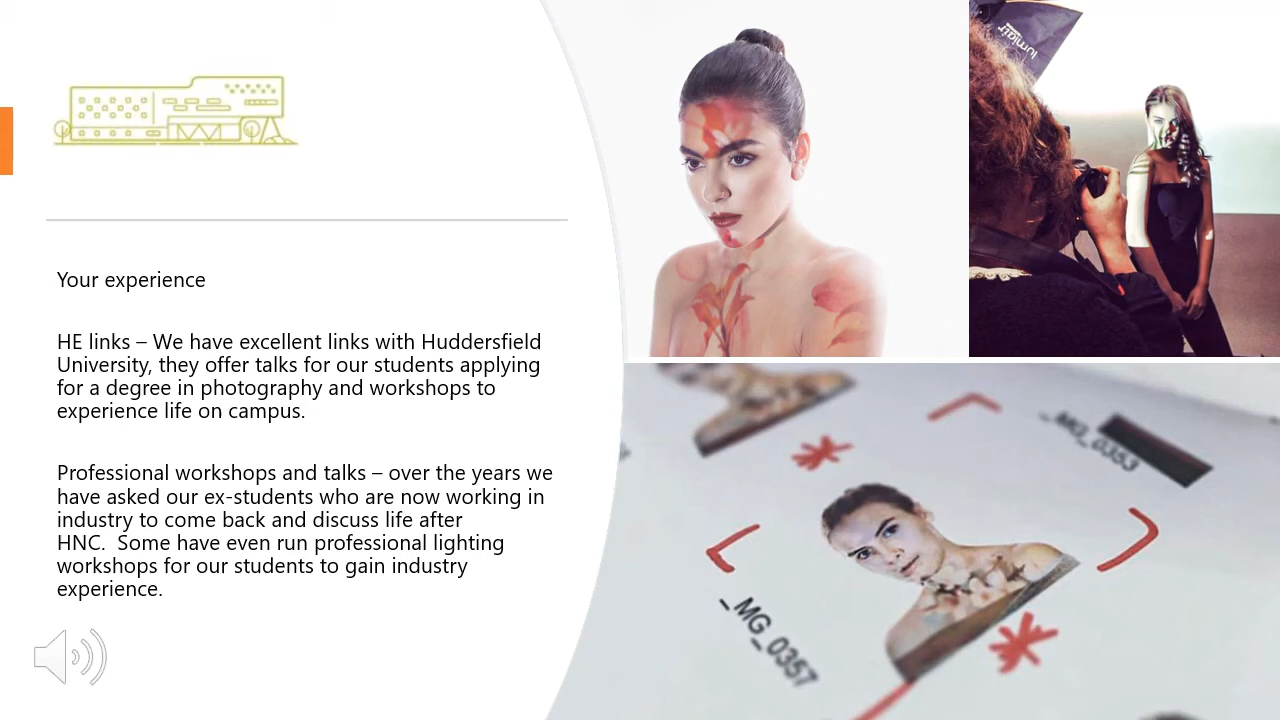 Your experience
HE links – We have excellent links with Huddersfield
University, they offer talks for our students applying
for a degree in photography and workshops to
experience life on campus.
Professional workshops and talks – over the years we
have asked our ex-students who are now working in
industry to come back and discuss life after
HNC.  Some have even run professional lighting
workshops for our students to gain industry
experience.
lumiair
_MG_0353
_MG_0357